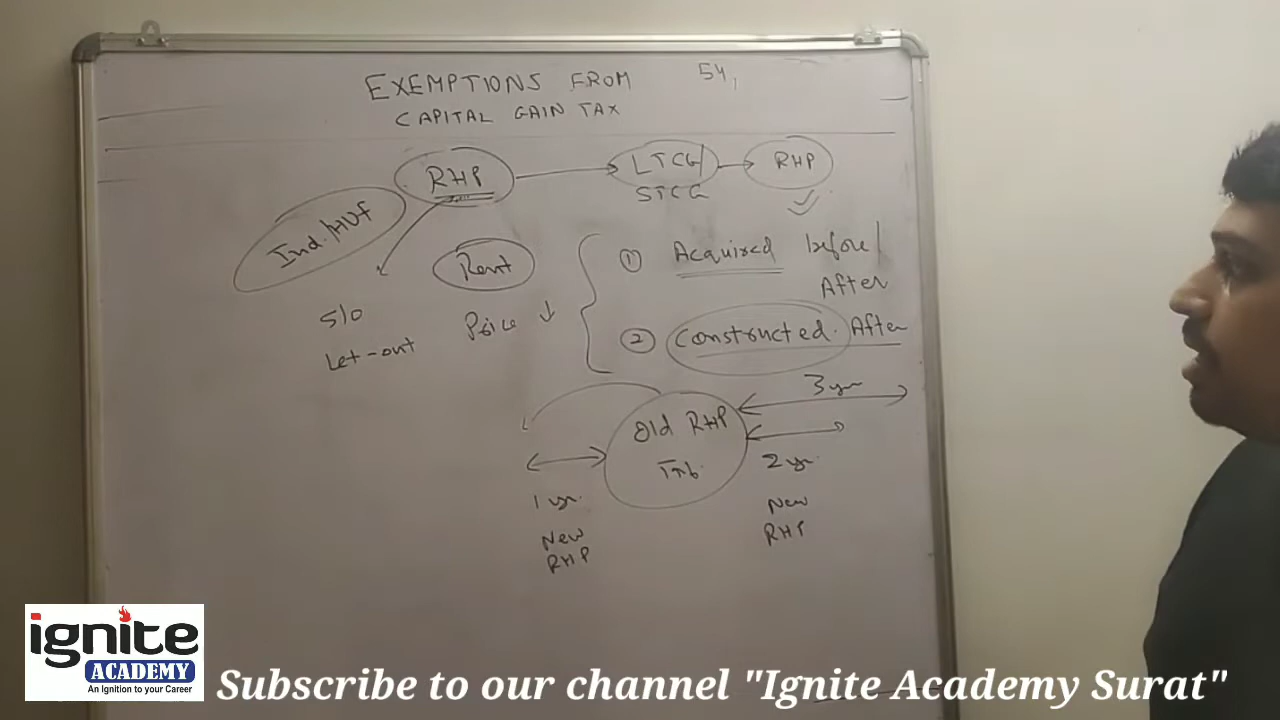 EXEMPTIONS FROM 54,
CAPITAL GAIN TAX
RHP LTCG/ RHP
STCG
Ind./HUF
Rent
① Acquired before/
After
S/O
Let-out
Price ↓
② Constructed After
3 yr
Old RHP
Trf.
1 yr.
New
RHP
2 yr.
New
RHP
ignite
ACADEMY
An Ignition to your Career
Subscribe to our channel "Ignite Academy Surat"